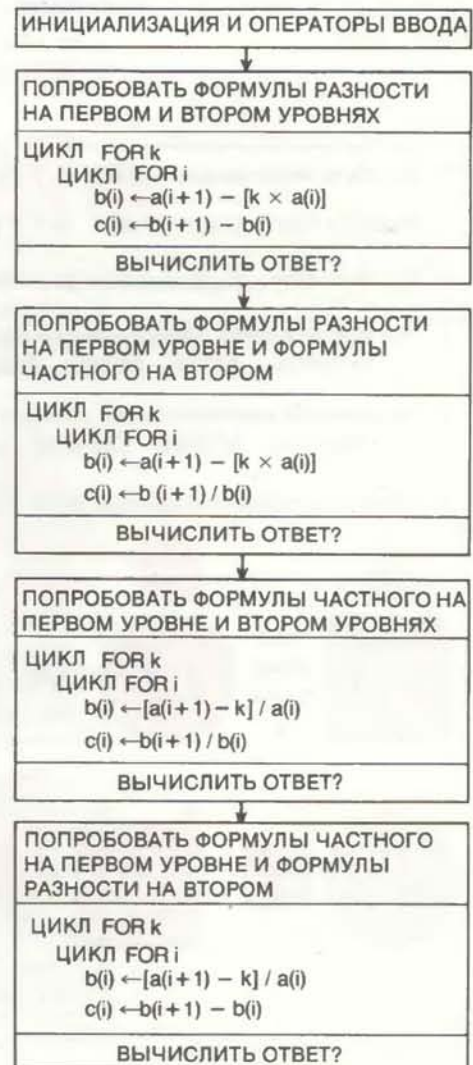 ИНИЦИАЛИЗАЦИЯ И ОПЕРАТОРЫ ВВОДА
ПОПРОБОВАТЬ ФОРМУЛЫ РАЗНОСТИ
НА ПЕРВОМ И ВТОРОМ УРОВНЯХ
ЦИКЛ FOR k
ЦИКЛ FOR i
b(i) ←a(i+1) − [k × a(i)]
c(i) ←b(i+1) − b(i)
ВЫЧИСЛИТЬ ОТВЕТ?
ПОПРОБОВАТЬ ФОРМУЛЫ РАЗНОСТИ
НА ПЕРВОМ УРОВНЕ И ФОРМУЛЫ
ЧАСТНОГО НА ВТОРОМ
ЦИКЛ FOR k
ЦИКЛ FOR i
b(i) ←a(i+1) − [k × a(i)]
c(i) ←b (i+1) / b(i)
ВЫЧИСЛИТЬ ОТВЕТ?
ПОПРОБОВАТЬ ФОРМУЛЫ ЧАСТНОГО НА
ПЕРВОМ УРОВНЕ И ВТОРОМ УРОВНЯХ
ЦИКЛ FOR k
ЦИКЛ FOR i
b(i) ←[a(i+1) − k] / a(i)
c(i) ←b(i+1) / b(i)
ВЫЧИСЛИТЬ ОТВЕТ?
ПОПРОБОВАТЬ ФОРМУЛЫ ЧАСТНОГО
НА ПЕРВОМ УРОВНЕ И ФОРМУЛЫ
РАЗНОСТИ НА ВТОРОМ
ЦИКЛ FOR k
ЦИКЛ FOR i
b(i) ←[a(i+1) − k] / a(i)
c(i) ←b(i+1) − b(i)
ВЫЧИСЛИТЬ ОТВЕТ?